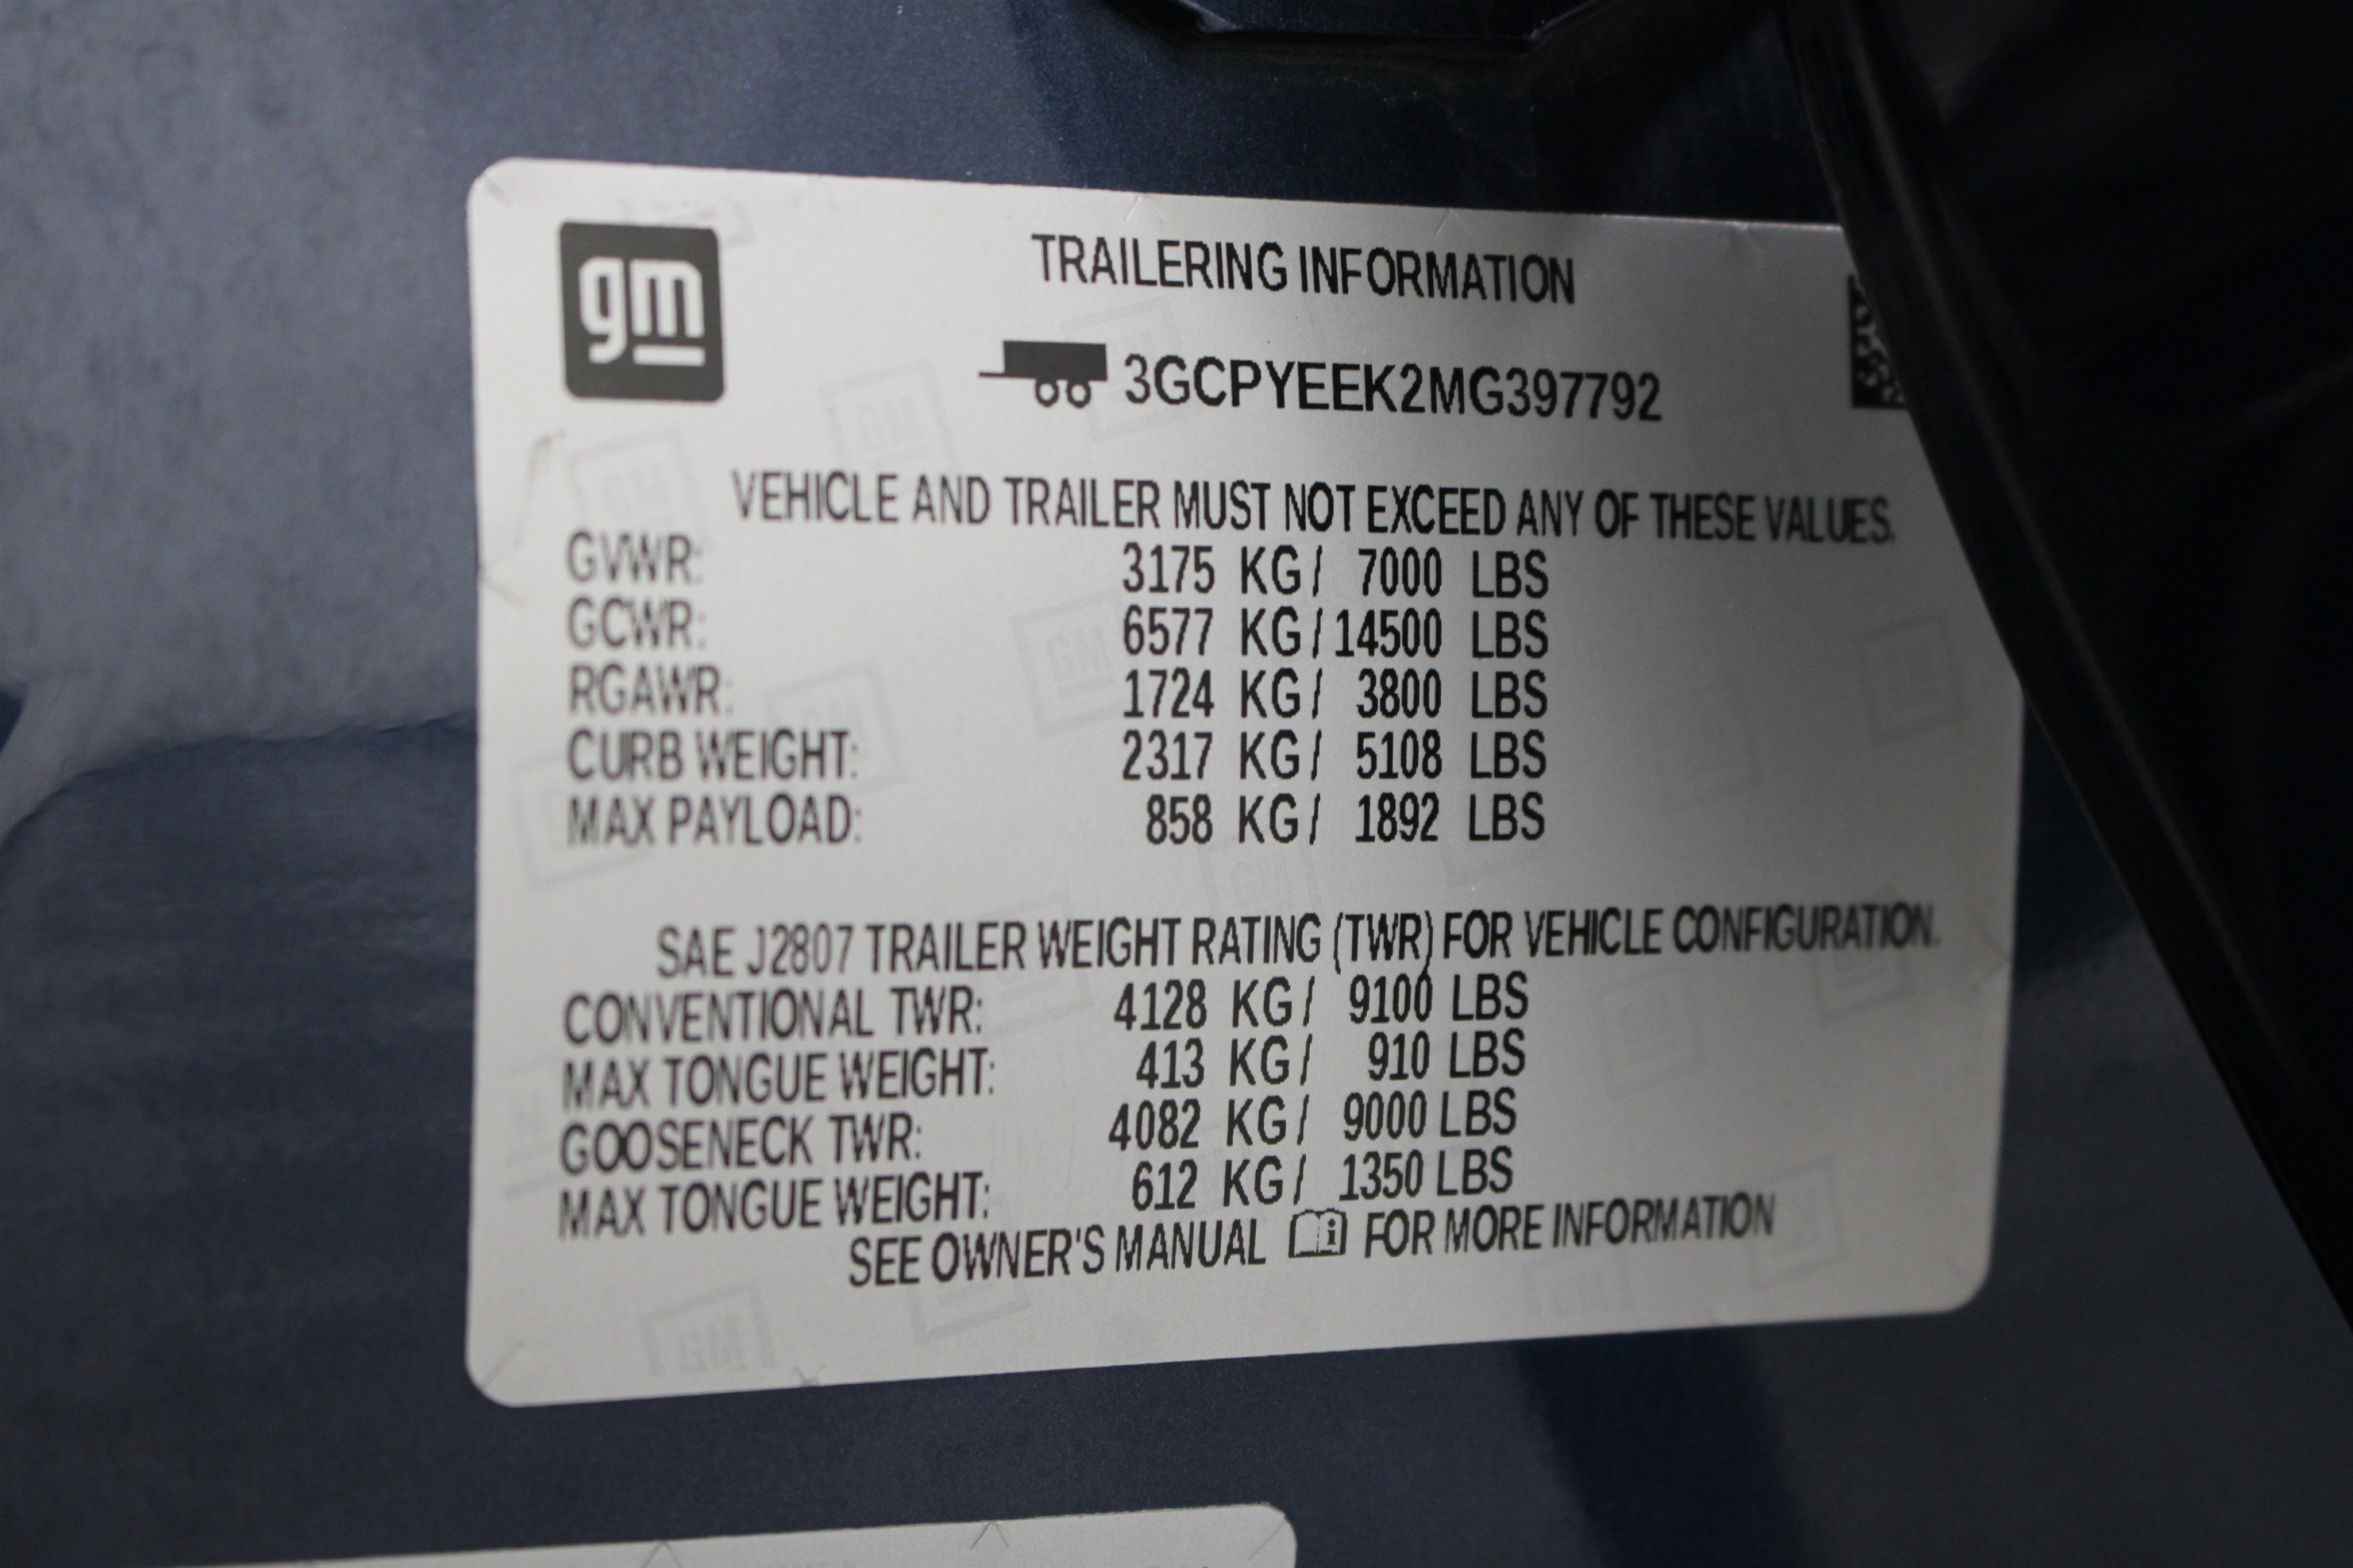 gm
TRAILERING INFORMATION
3GCPYEEK2MG397792
VEHICLE AND TRAILER MUST NOT EXCEED ANY OF THESE VALUES.
GVWR: 3175 KG / 7000 LBS
GCWR: 6577 KG / 14500 LBS
RGAWR: 1724 KG / 3800 LBS
CURB WEIGHT: 2317 KG / 5108 LBS
MAX PAYLOAD: 858 KG / 1892 LBS
SAE J2807 TRAILER WEIGHT RATING (TWR) FOR VEHICLE CONFIGURATION.
CONVENTIONAL TWR: 4128 KG / 9100 LBS
MAX TONGUE WEIGHT: 413 KG / 910 LBS
GOOSENECK TWR: 4082 KG / 9000 LBS
MAX TONGUE WEIGHT: 612 KG / 1350 LBS
SEE OWNER'S MANUAL FOR MORE INFORMATION